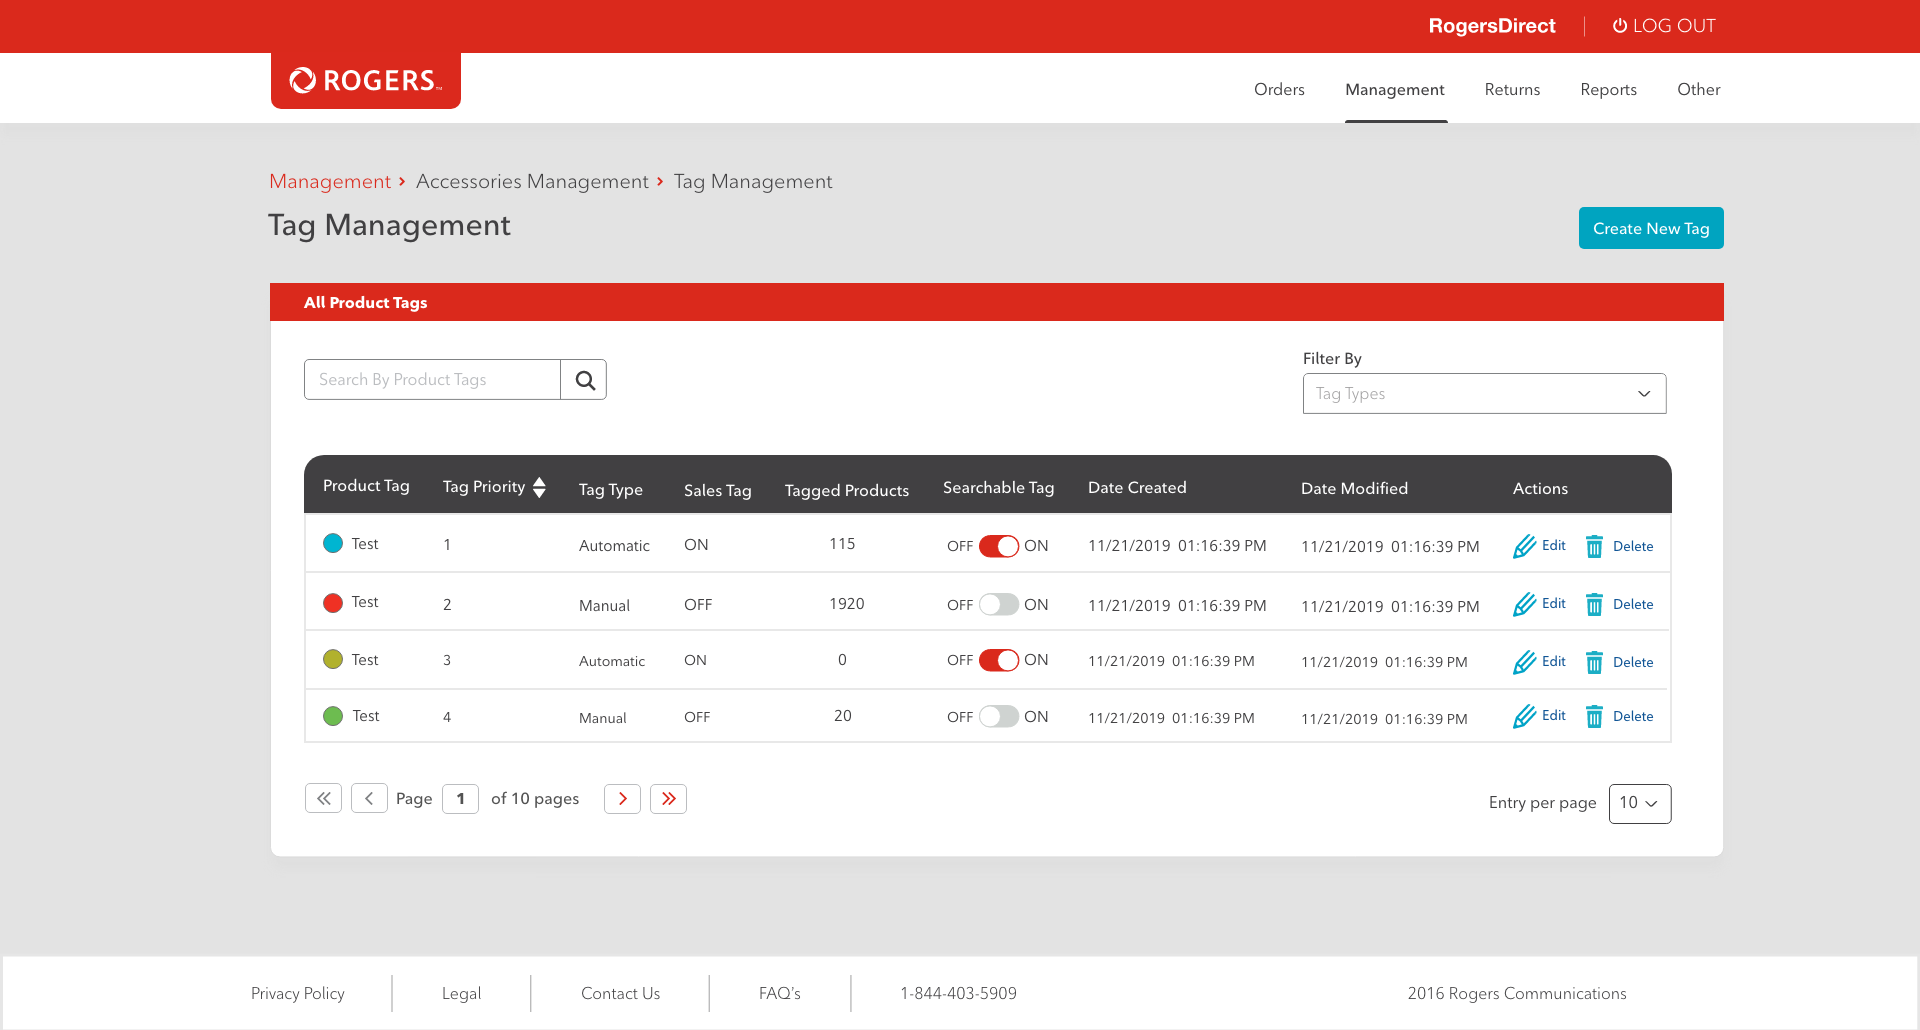 RogersDirect
LOG OUT
ROGERS™
Orders Management Returns Reports Other
Management Accessories Management Tag Management
Tag Management
Create New Tag
All Product Tags
Search By Product Tags
Filter By
Tag Types
Product Tag Tag Priority Tag Type Sales Tag Tagged Products Searchable Tag Date Created Date Modified Actions
Test 1 Automatic ON 115 OFF ON 11/21/2019 01:16:39 PM 11/21/2019 01:16:39 PM Edit Delete
Test 2 Manual OFF 1920 OFF ON 11/21/2019 01:16:39 PM 11/21/2019 01:16:39 PM Edit Delete
Test 3 Automatic ON 0 OFF ON 11/21/2019 01:16:39 PM 11/21/2019 01:16:39 PM Edit Delete
Test 4 Manual OFF 20 OFF ON 11/21/2019 01:16:39 PM 11/21/2019 01:16:39 PM Edit Delete
Page 1 of 10 pages
Entry per page 10
Privacy Policy Legal Contact Us FAQ's 1-844-403-5909 2016 Rogers Communications